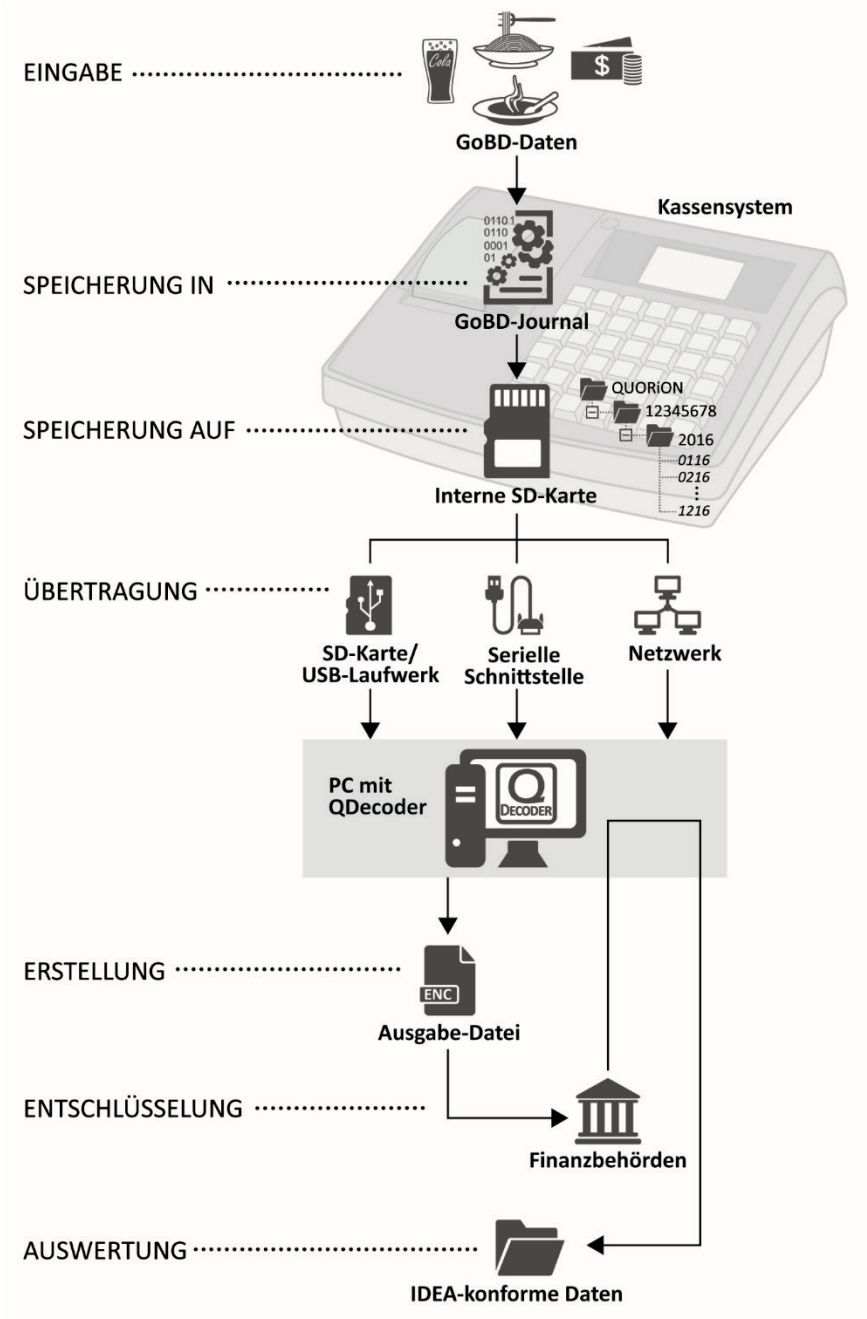 EINGABE
Cola
$
GoBD-Daten
Kassensystem
01101
0110
0001
01
SPEICHERUNG IN
GoBD-Journal
QUORiON
12345678
SPEICHERUNG AUF
2016
0116
0216
Interne SD-Karte
1216
ÜBERTRAGUNG
SD-Karte/
USB-Laufwerk
Serielle
Schnittstelle
Netzwerk
PC mit
QDecoder
Q
DECODER
ERSTELLUNG
ENC
Ausgabe-Datei
ENTSCHLÜSSELUNG
Finanzbehörden
AUSWERTUNG
IDEA-konforme Daten